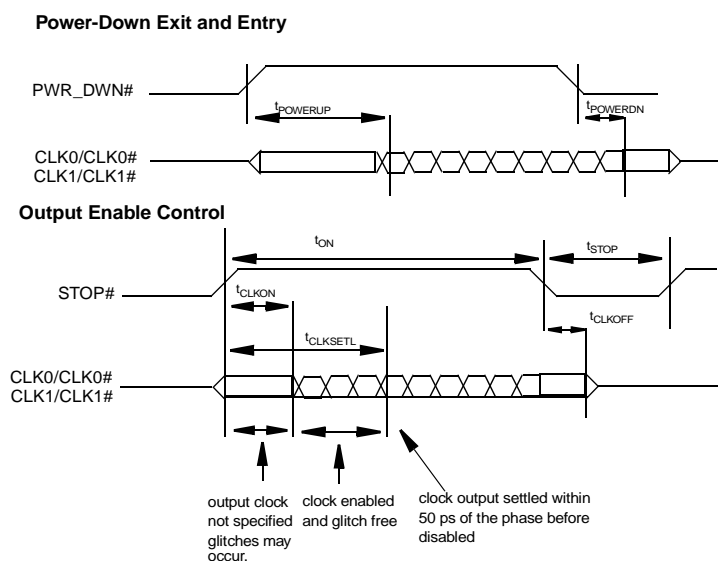 Power-Down Exit and Entry
PWR_DWN#
tPOWERUP
tPOWERDN
CLK0/CLK0#
CLK1/CLK1#
Output Enable Control
tON
tSTOP
STOP#
tCLKON
tCLKOFF
tCLKSETL
CLK0/CLK0#
CLK1/CLK1#
output clock
not specified
glitches may
occur.
clock enabled
and glitch free
clock output settled within
50 ps of the phase before
disabled